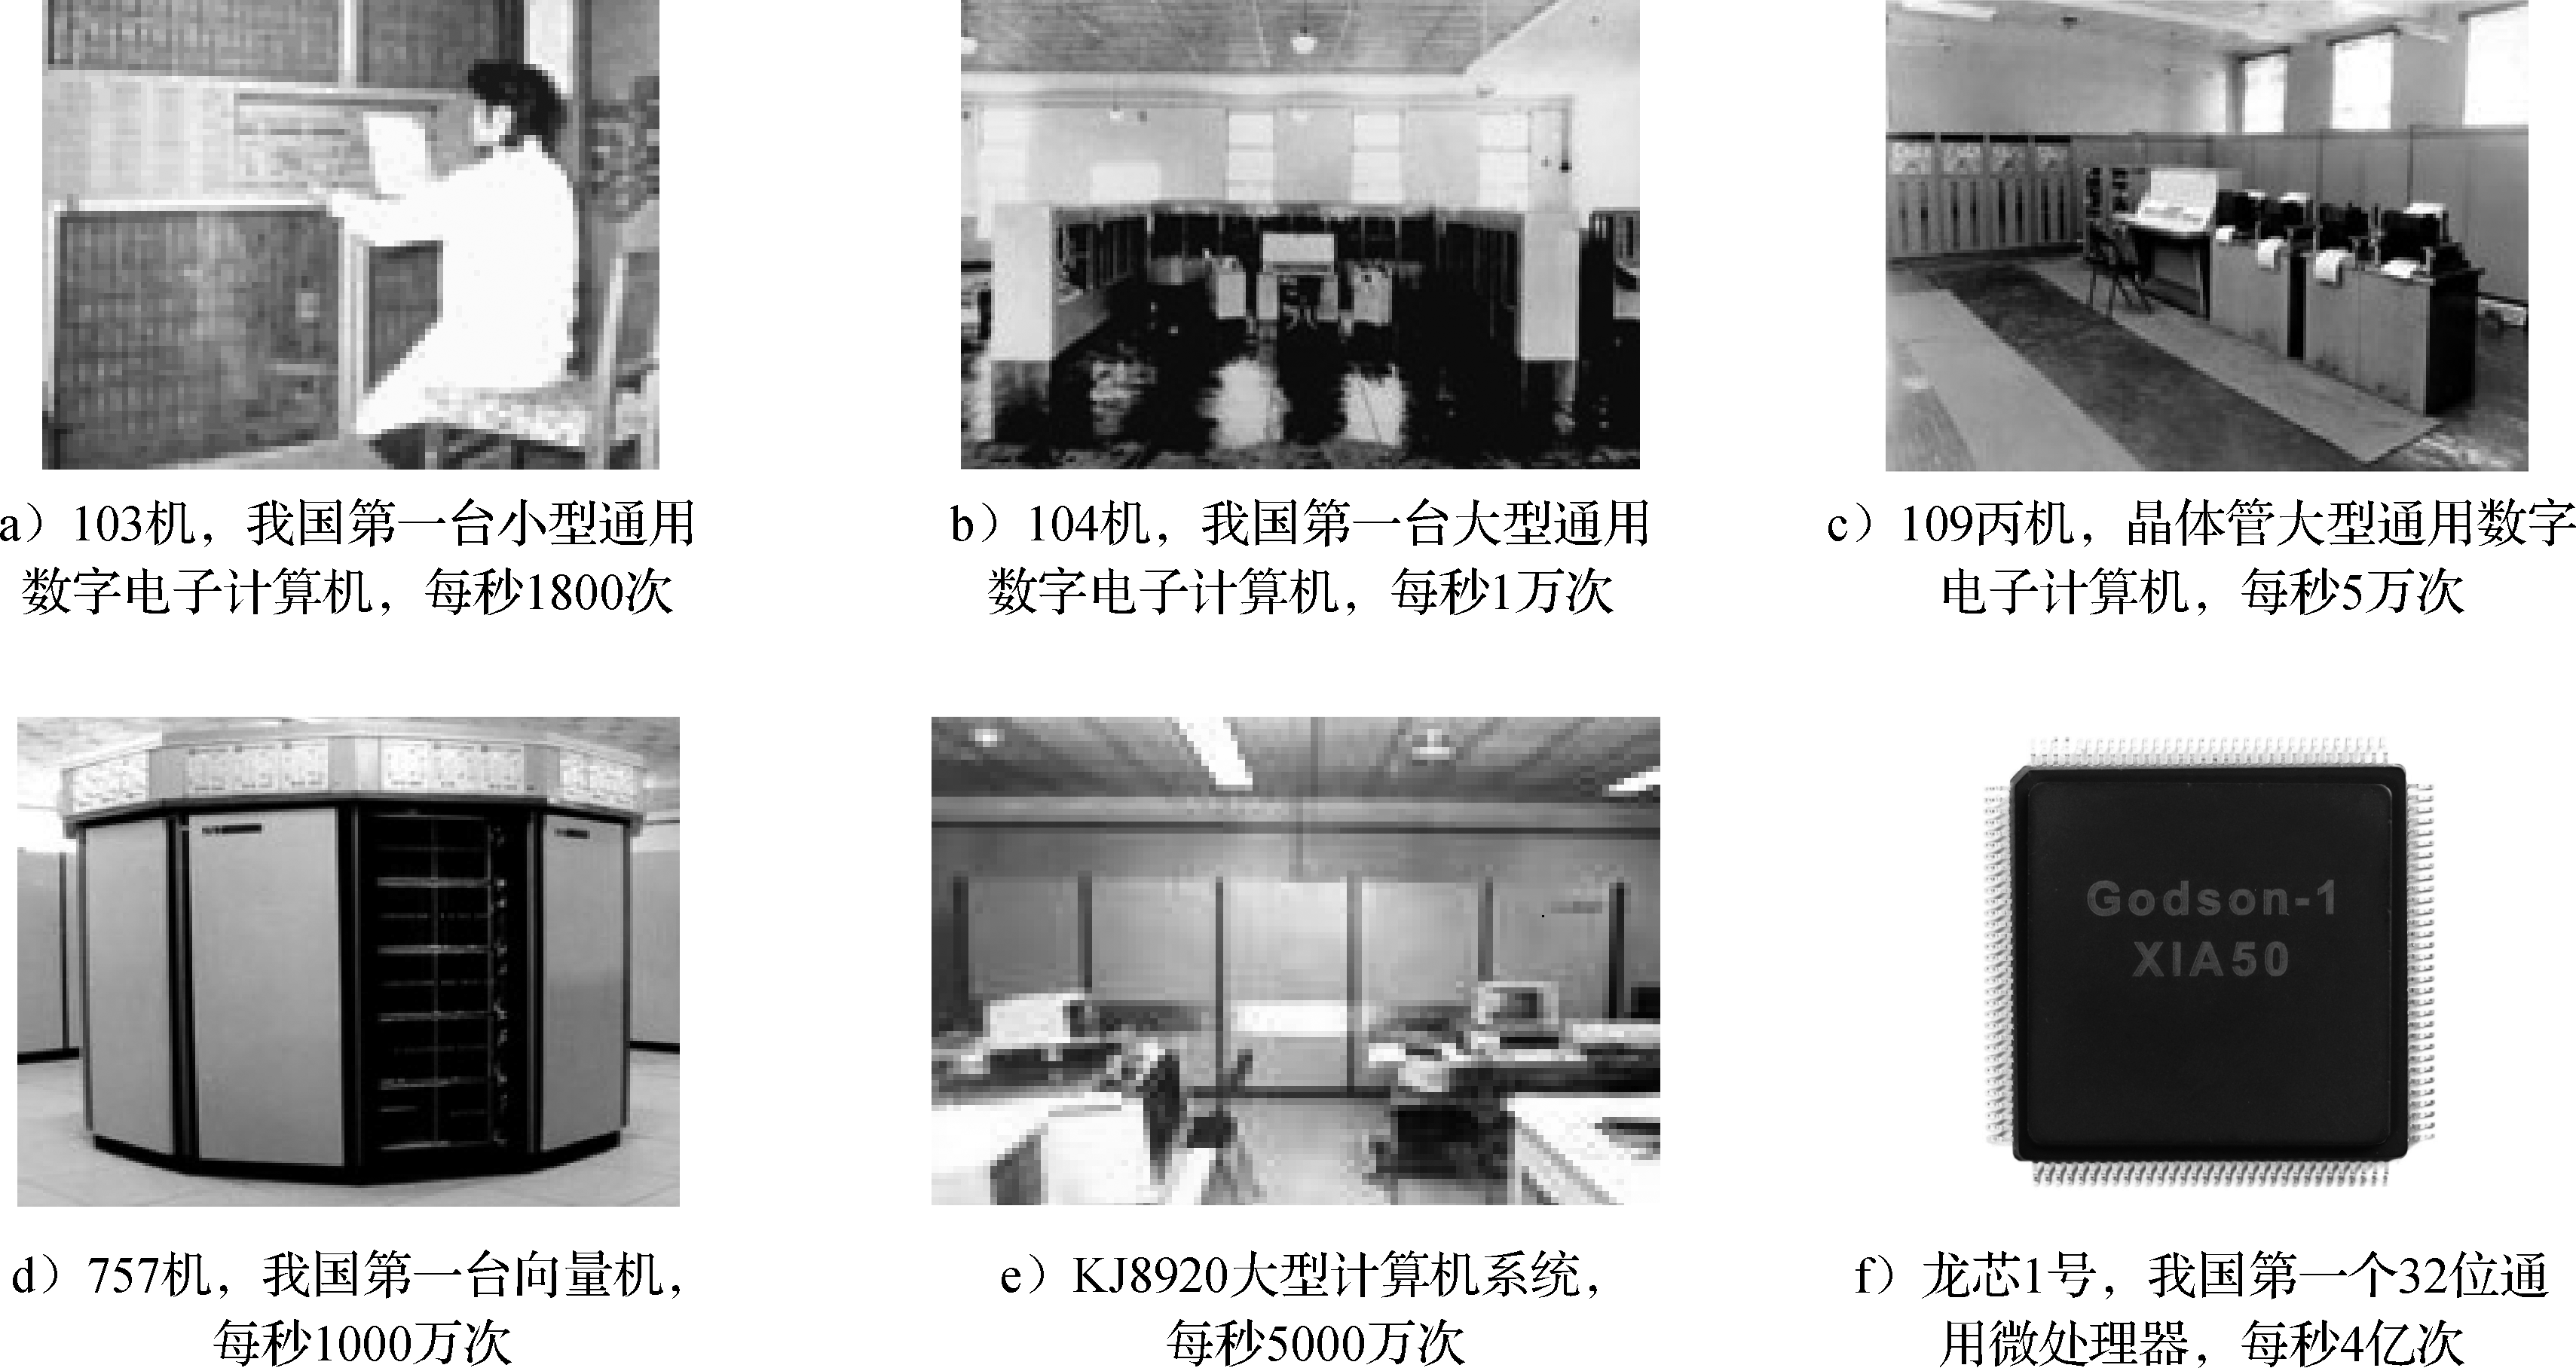 a）103机，我国第一台小型通用
数字电子计算机，每秒1800次
b）104机，我国第一台大型通用
数字电子计算机，每秒1万次
c）109丙机，晶体管大型通用数字
电子计算机，每秒5万次
Godson-1
XIA50
d）757机，我国第一台向量机，
每秒1000万次
e）KJ8920大型计算机系统，
每秒5000万次
f）龙芯1号，我国第一个32位通
用微处理器，每秒4亿次